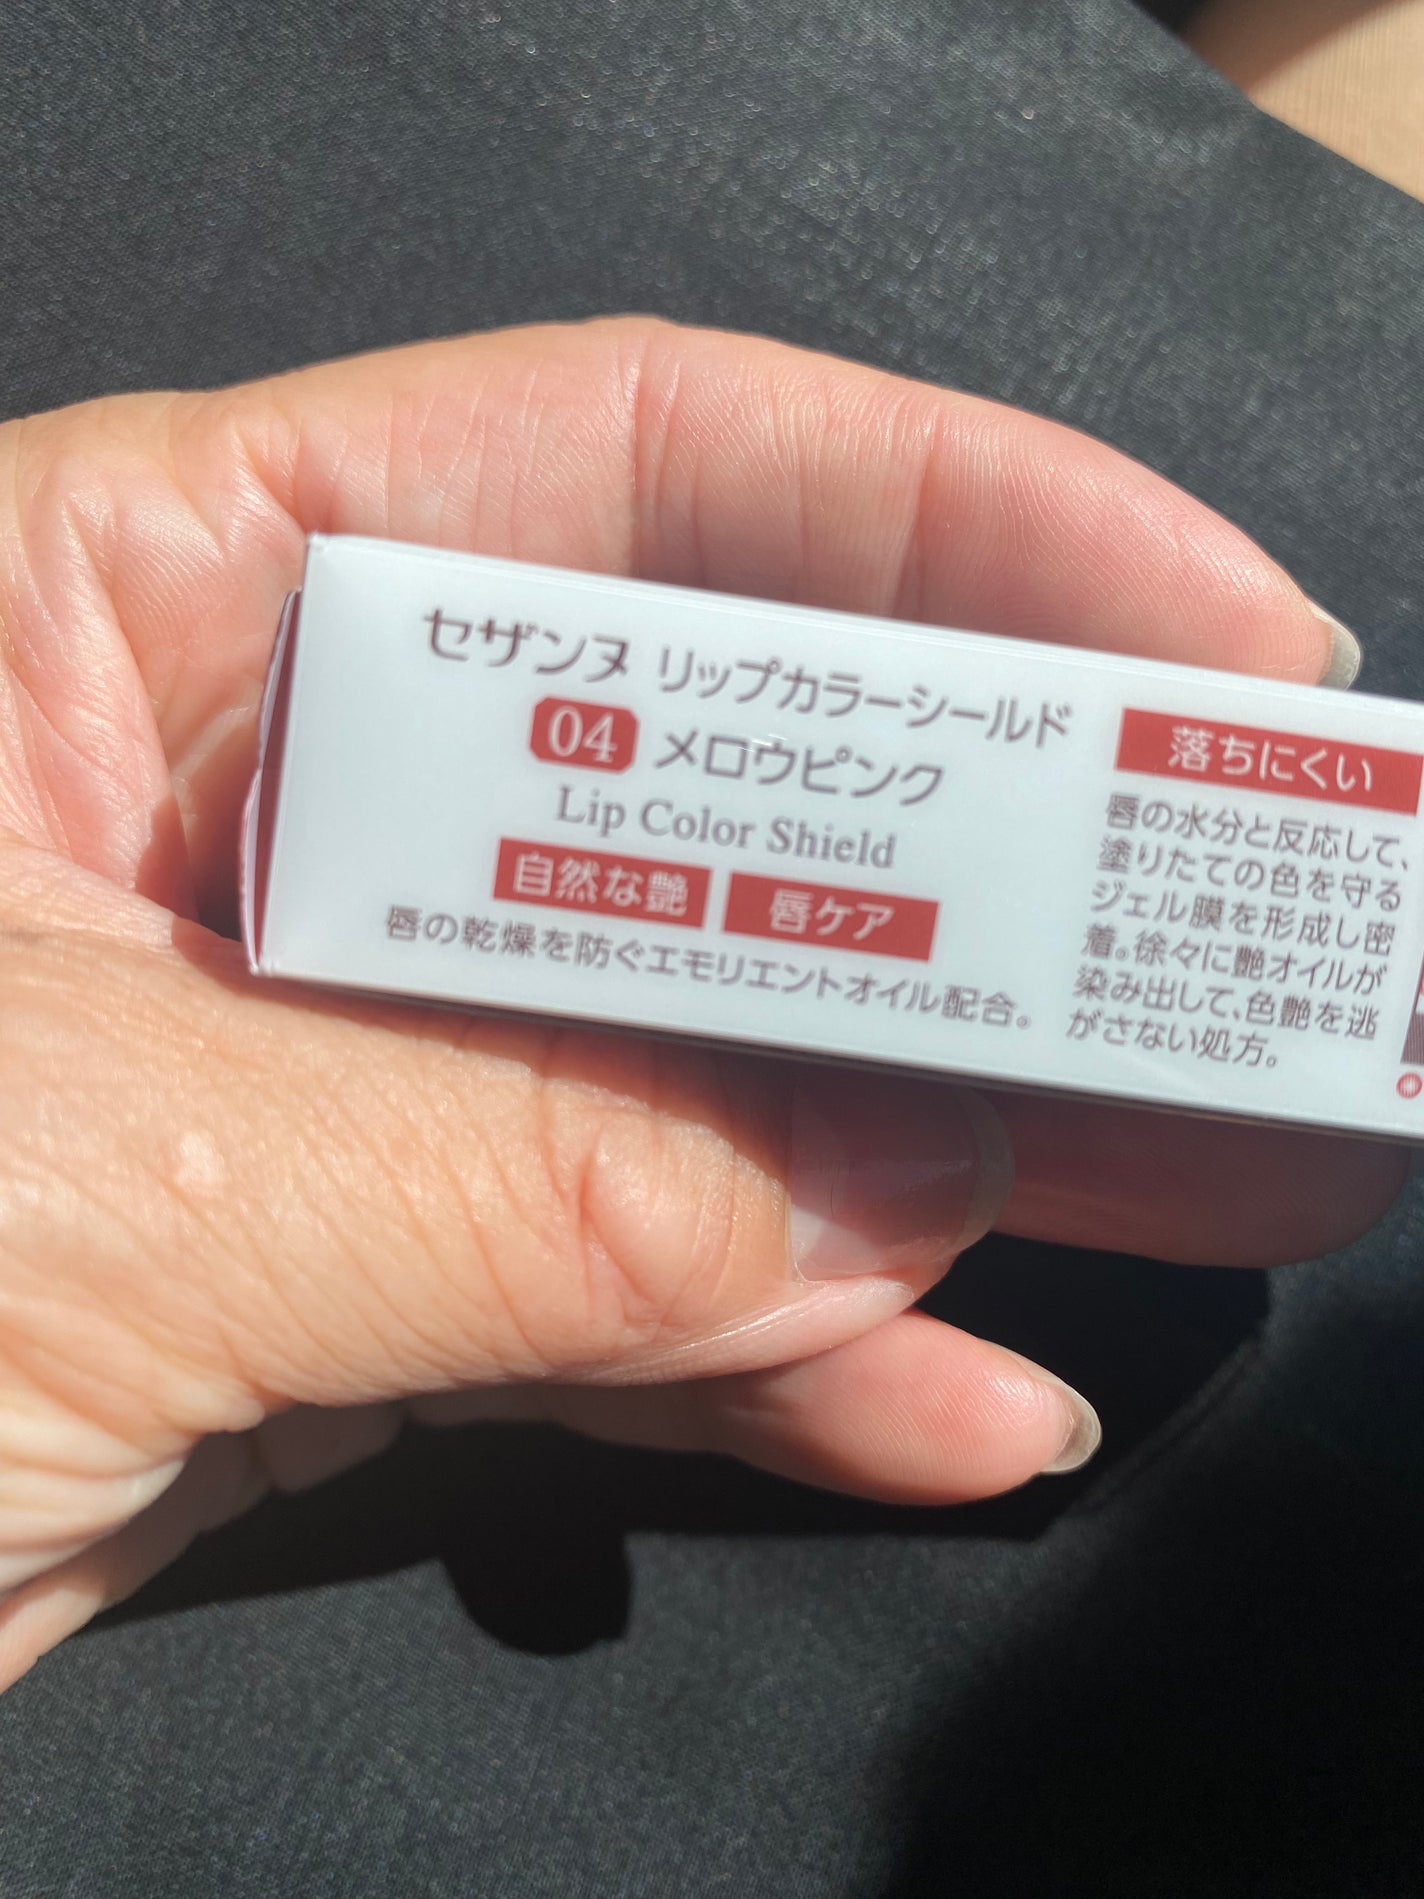 セザンヌ リップカラーシールド
04 メロウピンク
Lip Color Shield
自然な艶 唇ケア
唇の乾燥を防ぐエモリエントオイル配合。
落ちにくい
唇の水分と反応して、
塗りたての色を守る
ジェル膜を形成し密
着。徐々に艶オイルが
染み出して、色艶を逃
がさない処方。